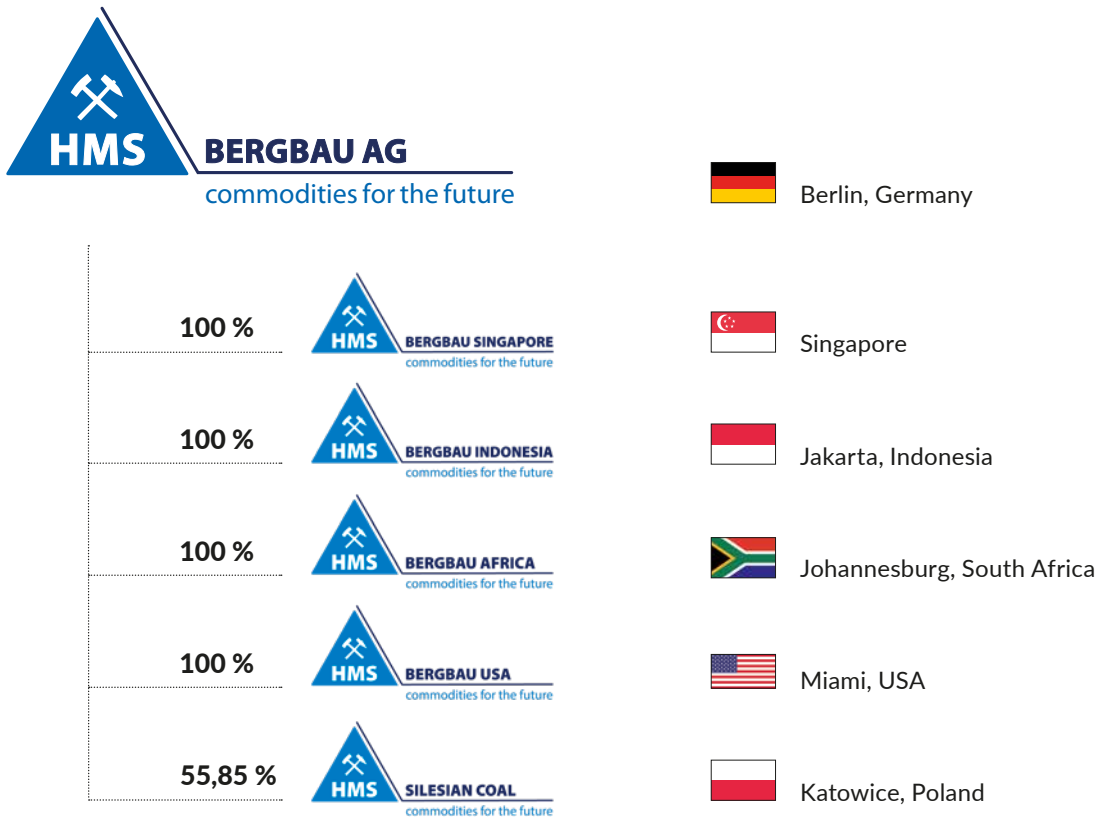 HMS
BERGBAU AG
commodities for the future
Berlin, Germany
100 %
HMS
BERGBAU SINGAPORE
commodities for the future
Singapore
100 %
HMS
BERGBAU INDONESIA
commodities for the future
Jakarta, Indonesia
100 %
HMS
BERGBAU AFRICA
commodities for the future
Johannesburg, South Africa
100 %
HMS
BERGBAU USA
commodities for the future
Miami, USA
55,85 %
HMS
SILESIAN COAL
commodities for the future
Katowice, Poland